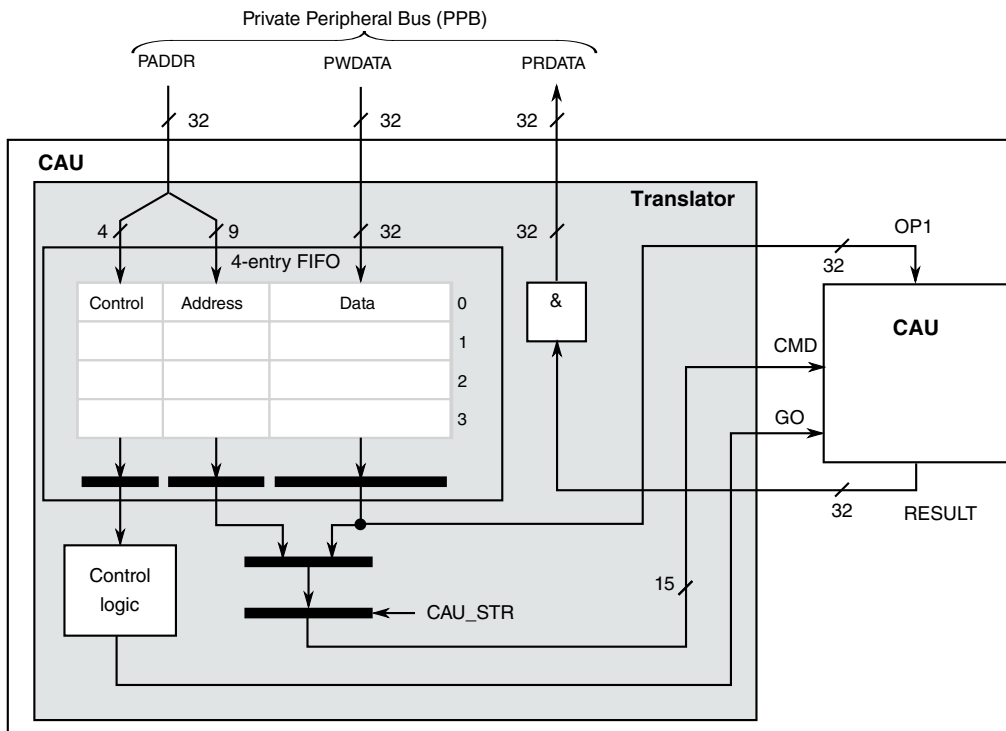 Private Peripheral Bus (PPB)
PADDR PWDATA PRDATA
32 32 32
CAU
Translator
4 9 32 32 OP1
4-entry FIFO 32
Control Address Data 0 & CAU
1
CMD
2
3 GO
32 RESULT
Control logic
15
CAU_STR